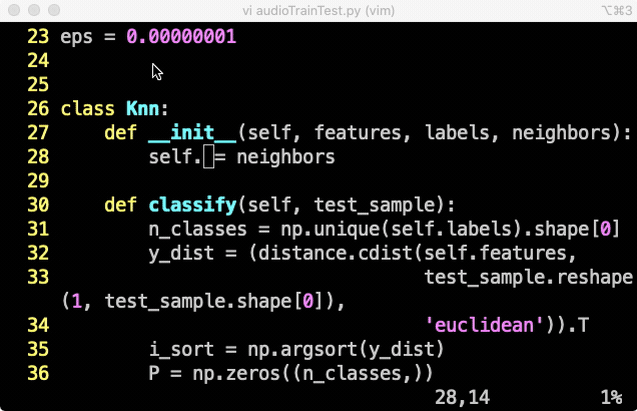 vi audioTrainTest.py (vim)
⌥⌘3
23 eps = 0.00000001
24
25
26 class Knn:
27     def __init__(self, features, labels, neighbors):
28         self. = neighbors
29
30     def classify(self, test_sample):
31         n_classes = np.unique(self.labels).shape[0]
32         y_dist = (distance.cdist(self.features,
33                                  test_sample.reshape
(1, test_sample.shape[0]),
34                                  'euclidean')).T
35         i_sort = np.argsort(y_dist)
36         P = np.zeros((n_classes,))
28,14          1%